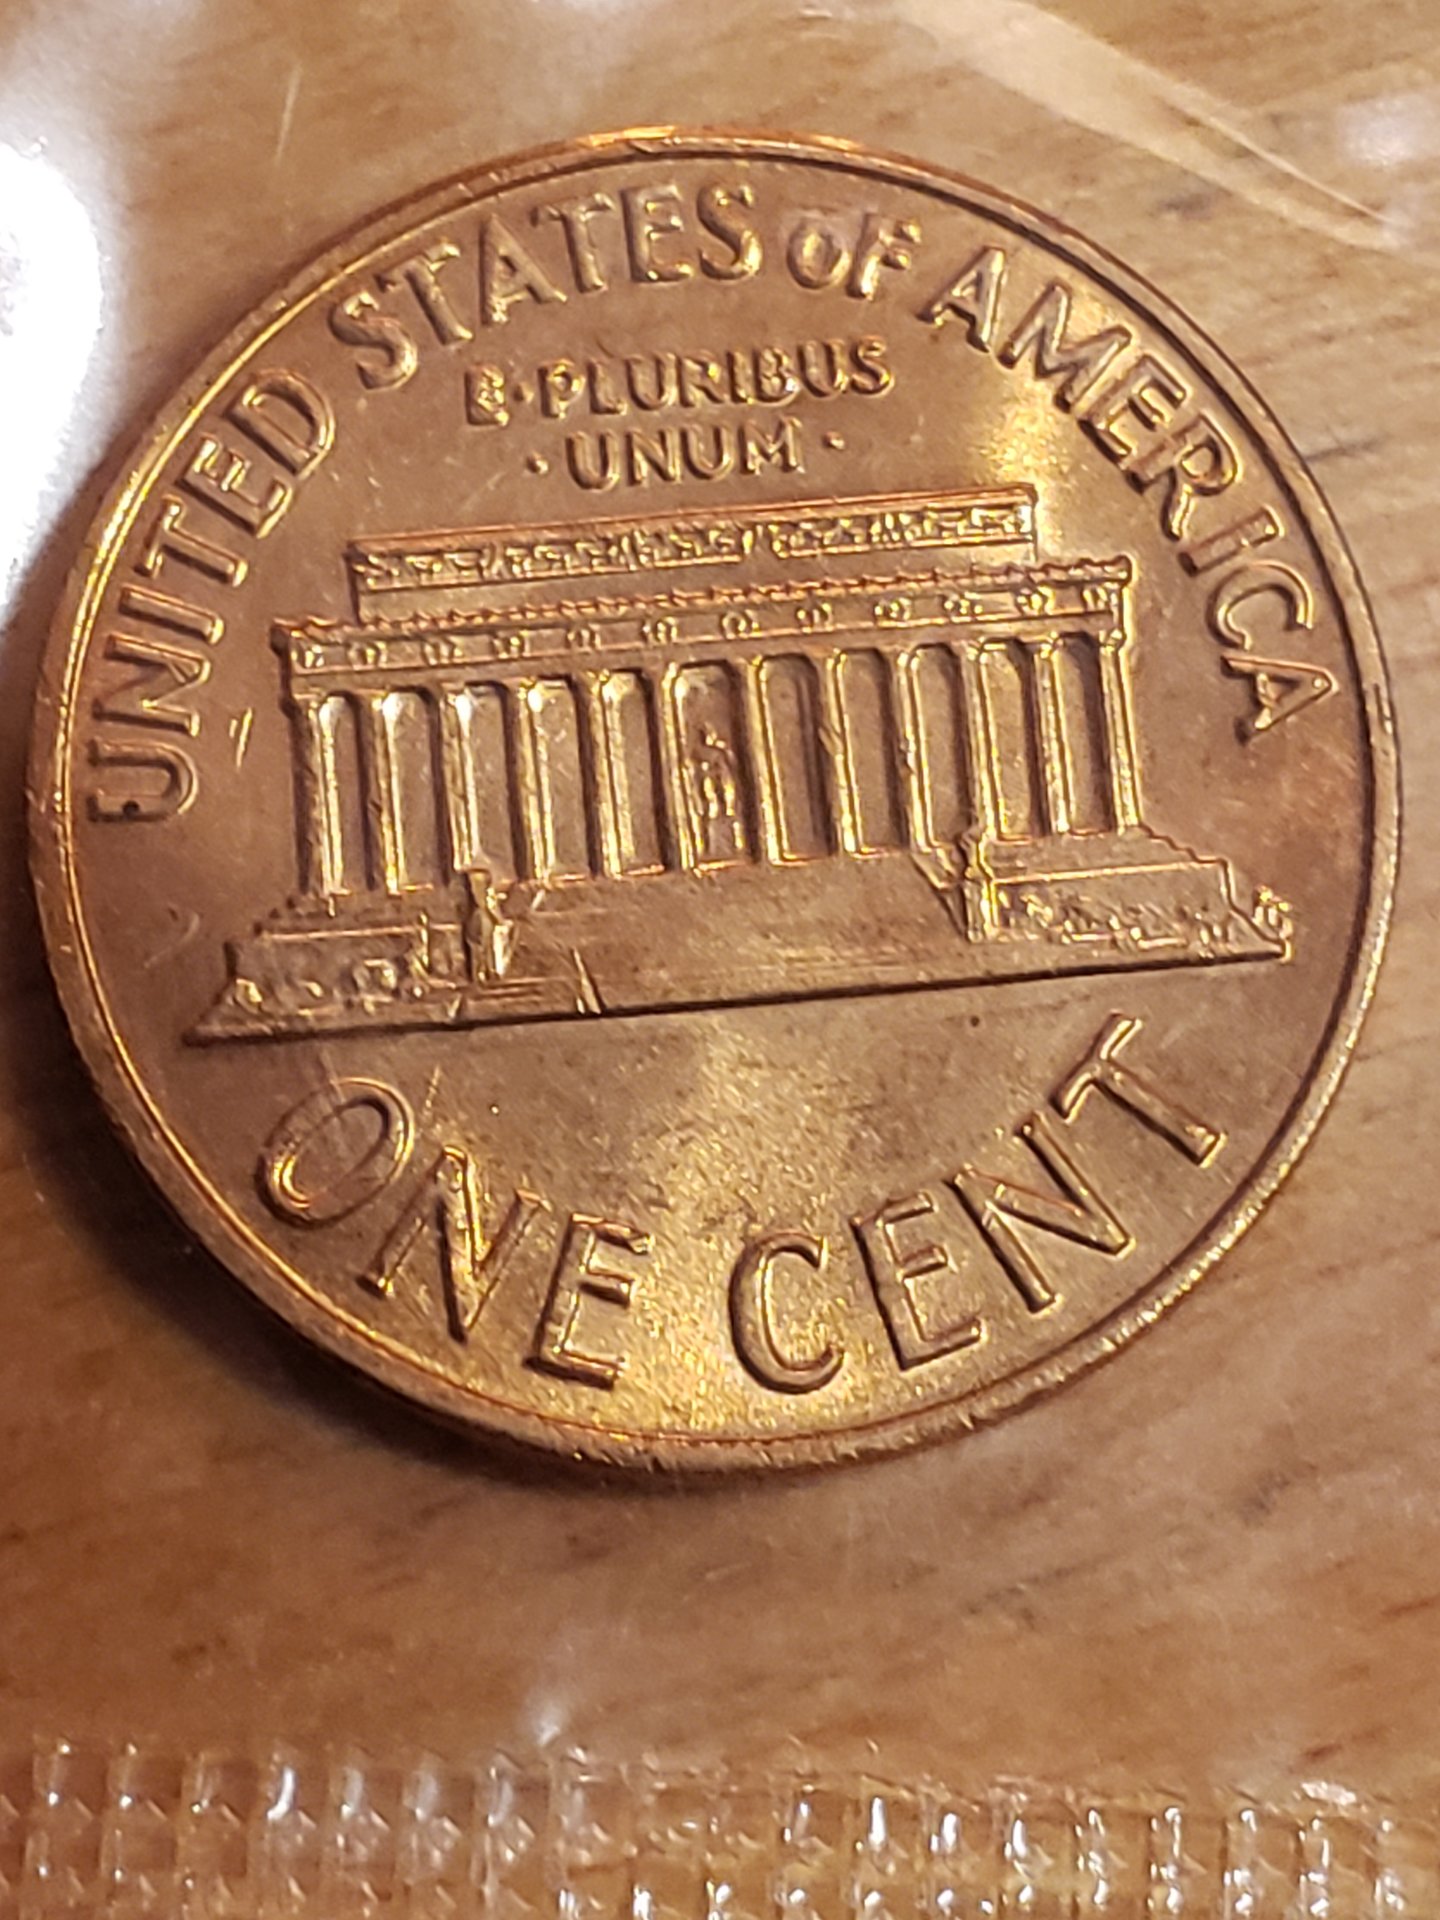 UNITED STATES OF AMERICA
E·PLURIBUS
·UNUM·
ONE CENT